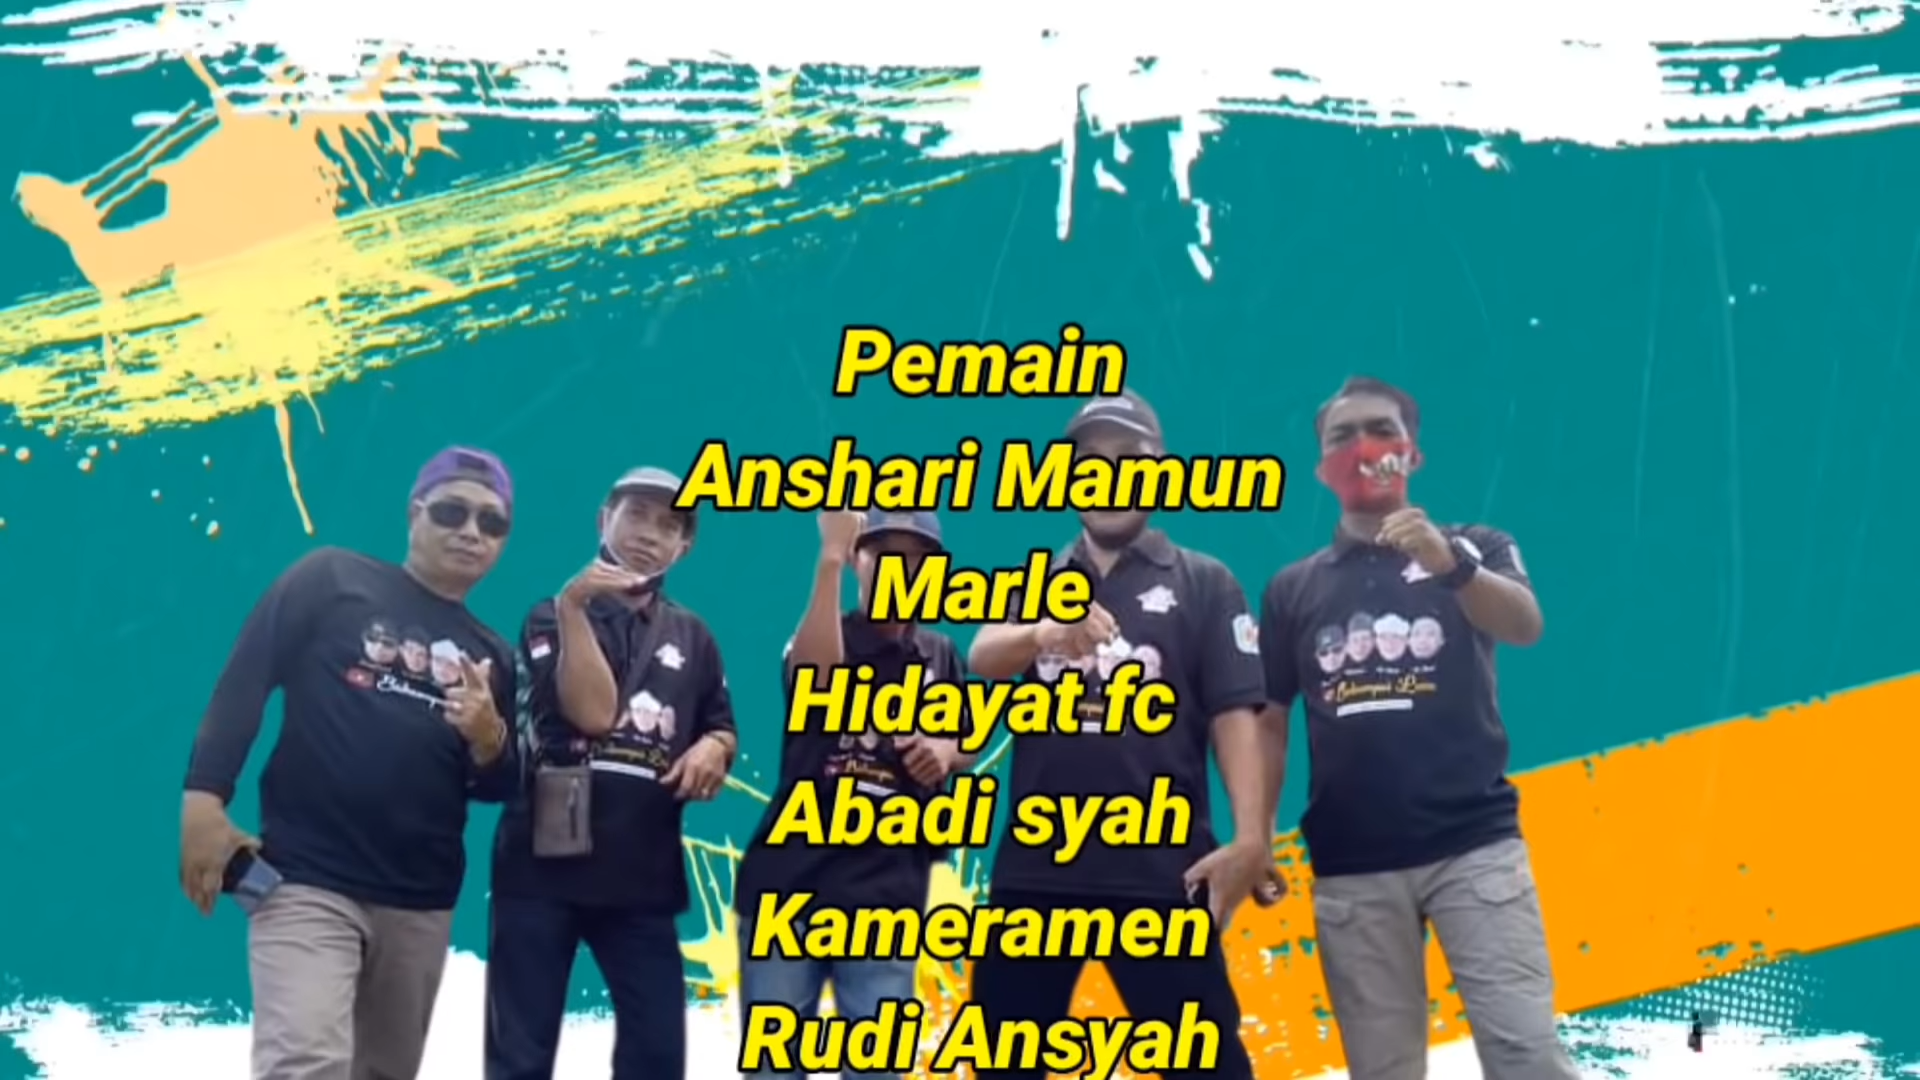 Pemain
Anshari Mamun
Marle
Hidayat fc
Abadi syah
Kameramen
Rudi Ansyah